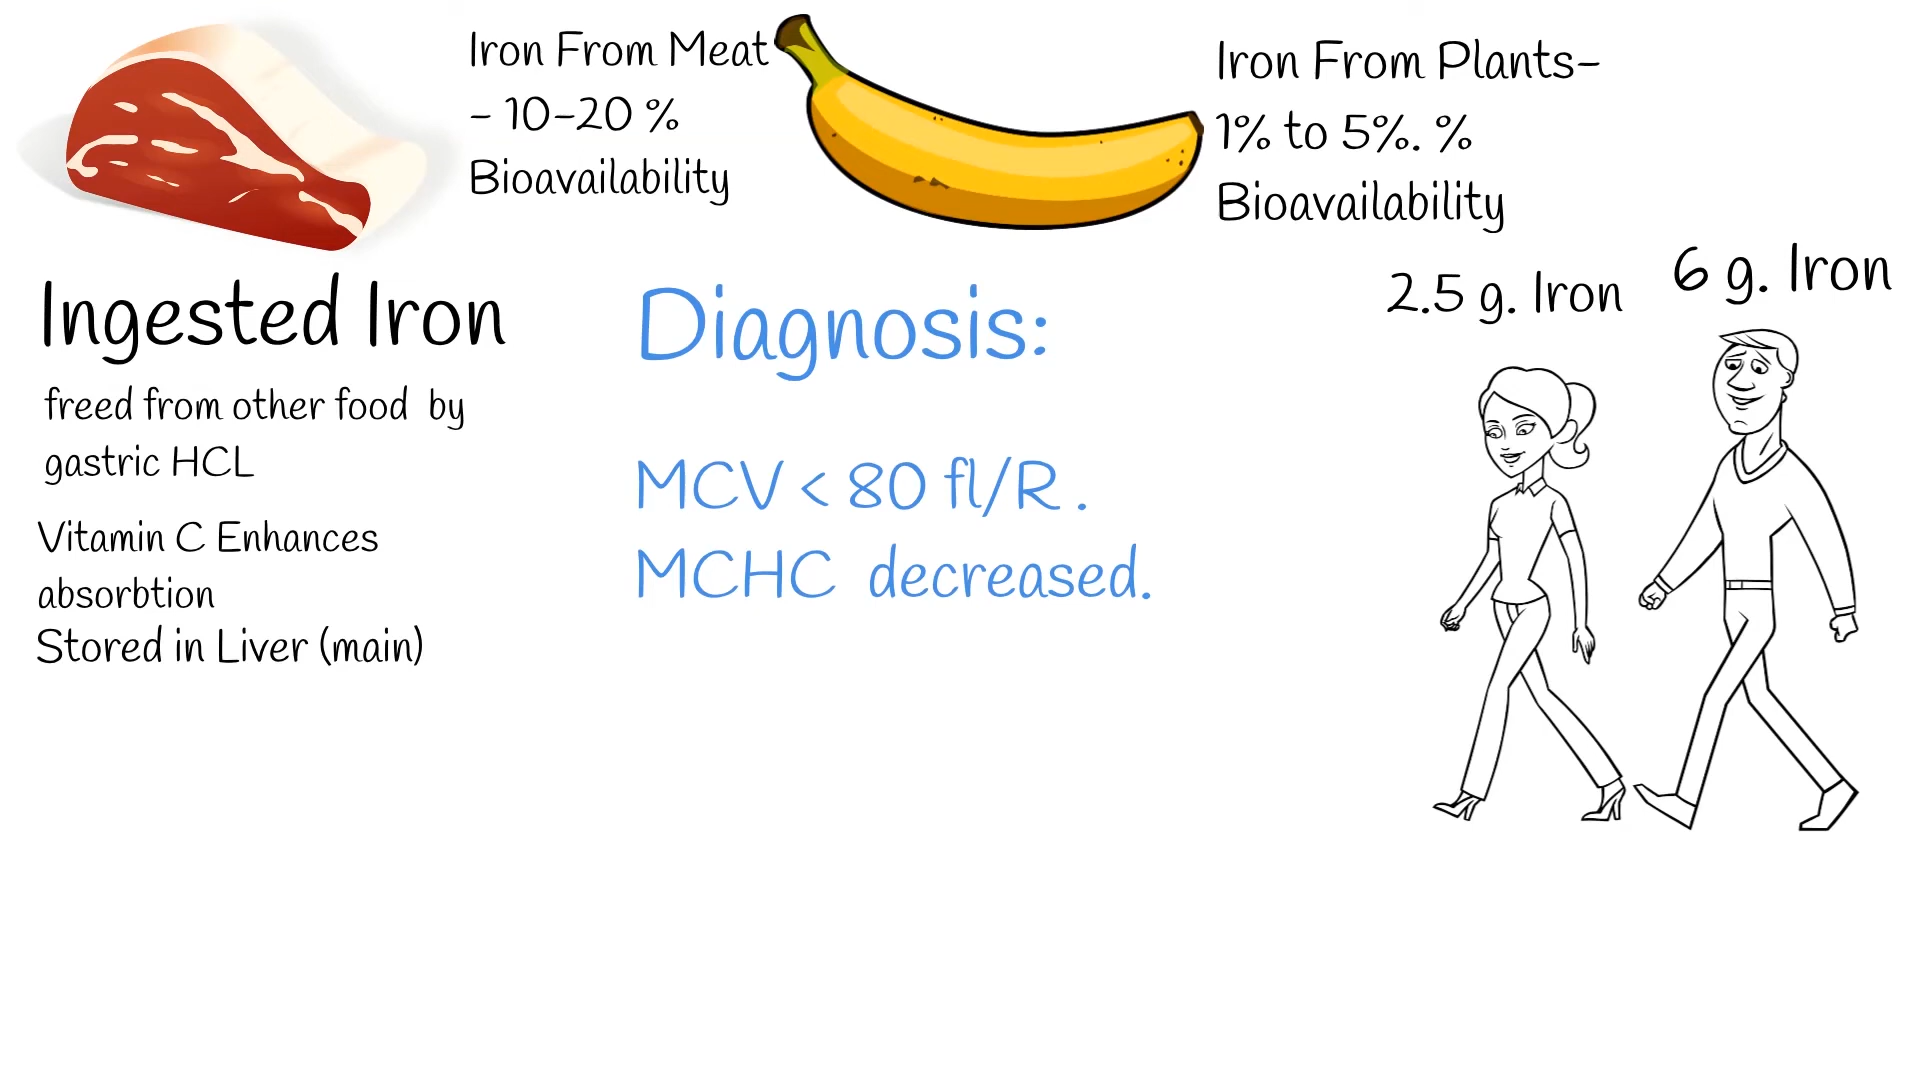 Iron From Meat
- 10-20 %
Bioavailability
Iron From Plants-
1% to 5%. %
Bioavailability
2.5 g. Iron
6 g. Iron
Ingested Iron
freed from other food by
gastric HCL
Vitamin C Enhances
absorbtion
Stored in Liver (main)
Diagnosis:
MCV < 80 fl/R .
MCHC decreased.